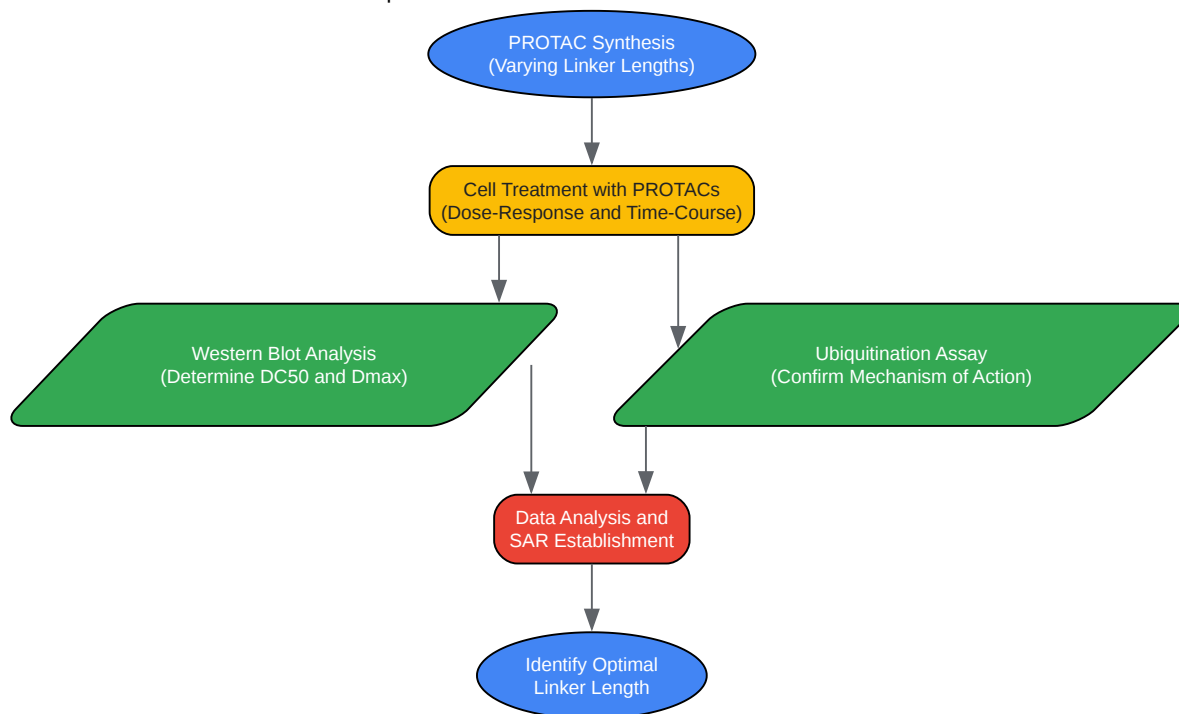 PROTAC Synthesis
(Varying Linker Lengths)
Cell Treatment with PROTACs
(Dose-Response and Time-Course)
Western Blot Analysis
(Determine DC50 and Dmax)
Ubiquitination Assay
(Confirm Mechanism of Action)
Data Analysis and
SAR Establishment
Identify Optimal
Linker Length